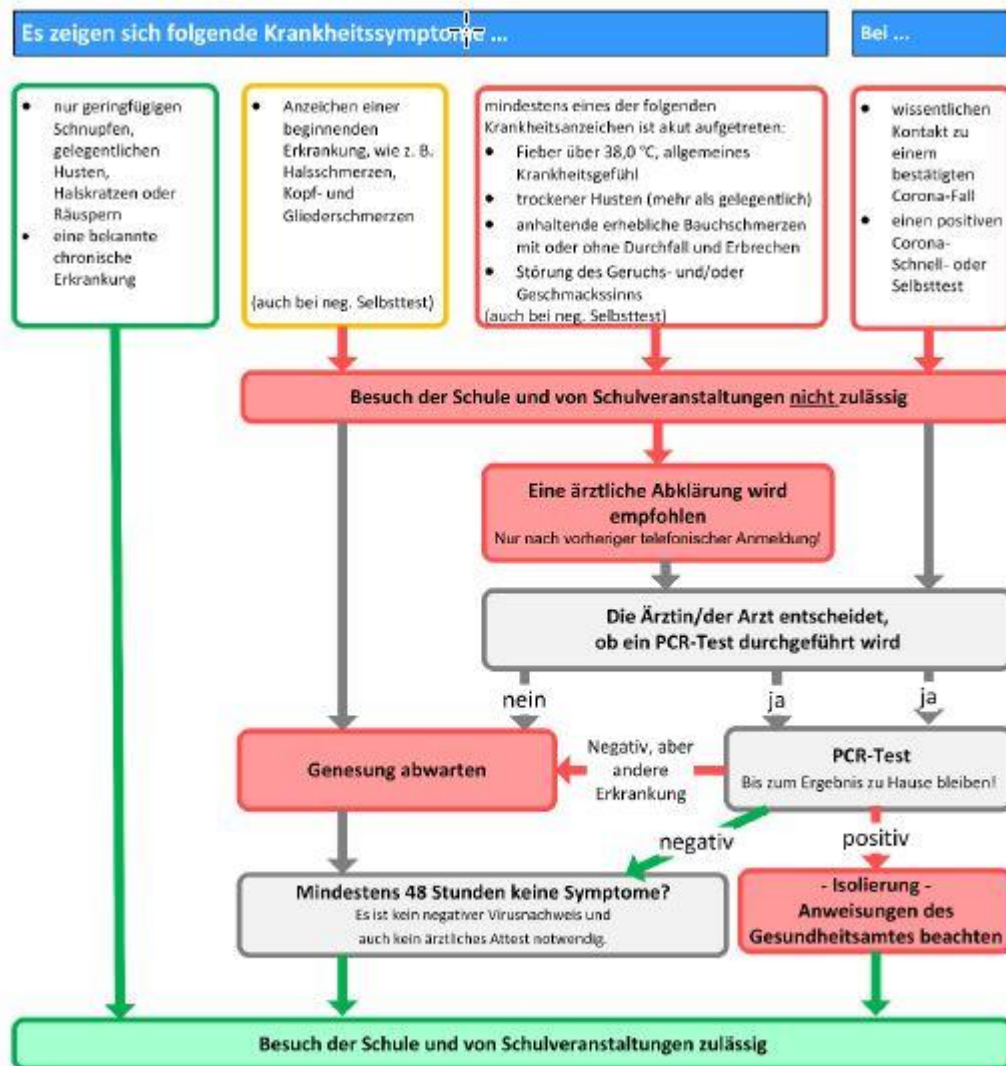 Es zeigen sich folgende Krankheitssymptome ...
Bei ...
• nur geringfügigen
Schnupfen,
gelegentlichen
Husten,
Halskratzen oder
Räuspern
• eine bekannte
chronische
Erkrankung
• Anzeichen einer
beginnenden
Erkrankung, wie z. B.
Halsschmerzen,
Kopf- und
Gliederschmerzen
(auch bei neg. Selbsttest)
mindestens eines der folgenden
Krankheitsanzeichen ist akut aufgetreten:
• Fieber über 38,0 °C, allgemeines
Krankheitsgefühl
• trockener Husten (mehr als gelegentlich)
• anhaltende erhebliche Bauchschmerzen
mit oder ohne Durchfall und Erbrechen
• Störung des Geruchs- und/oder
Geschmackssinns
(auch bei neg. Selbsttest)
• wissentlichen
Kontakt zu
einem
bestätigten
Corona-Fall
• einen positiven
Corona-
Schnell- oder
Selbsttest
Besuch der Schule und von Schulveranstaltungen nicht zulässig
Eine ärztliche Abklärung wird
empfohlen
Nur nach vorheriger telefonischer Anmeldung!
Die Ärztin/der Arzt entscheidet,
ob ein PCR-Test durchgeführt wird
nein
ja
ja
Genesung abwarten
Negativ, aber
andere
Erkrankung
PCR-Test
Bis zum Ergebnis zu Hause bleiben!
negativ
positiv
Mindestens 48 Stunden keine Symptome?
Es ist kein negativer Virusnachweis und
auch kein ärztliches Attest notwendig.
- Isolierung -
Anweisungen des
Gesundheitsamtes beachten
Besuch der Schule und von Schulveranstaltungen zulässig